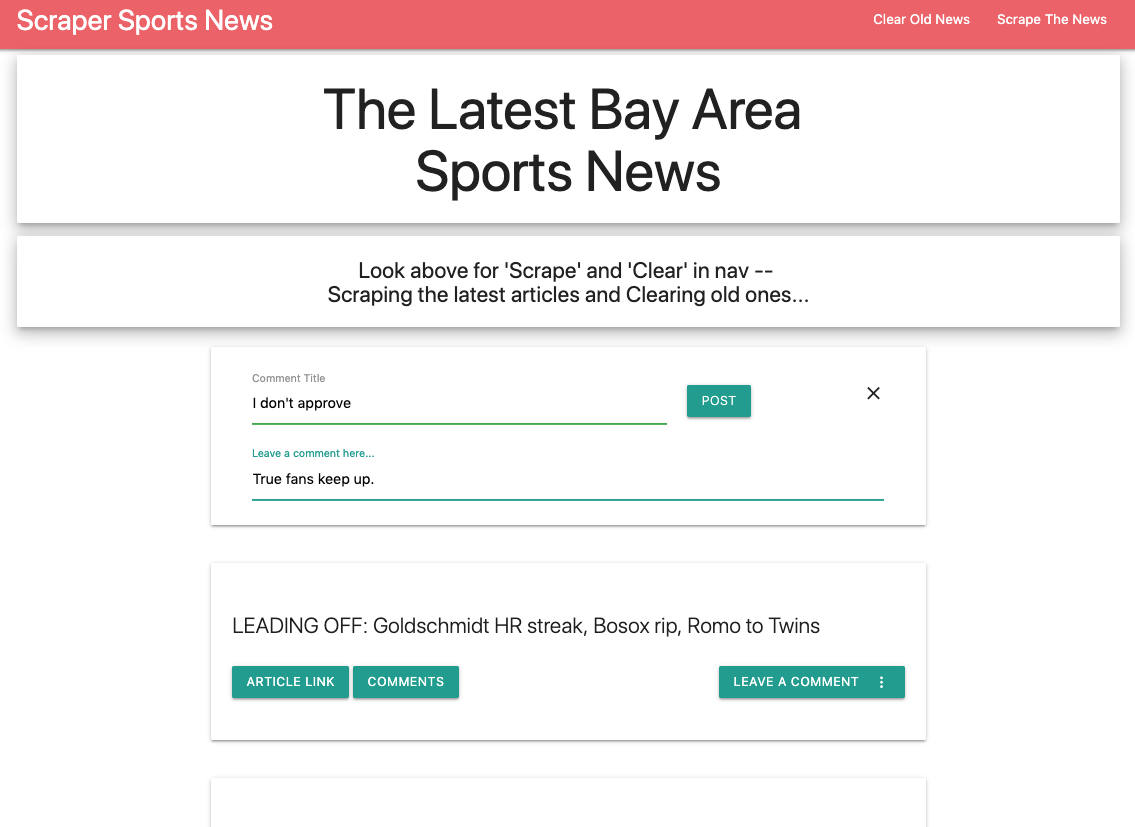 Scraper Sports News
Clear Old News
Scrape The News
The Latest Bay Area
Sports News
Look above for 'Scrape' and 'Clear' in nav --
Scraping the latest articles and Clearing old ones...
Comment Title
I don't approve
POST
Leave a comment here...
True fans keep up.
LEADING OFF: Goldschmidt HR streak, Bosox rip, Romo to Twins
ARTICLE LINK
COMMENTS
LEAVE A COMMENT